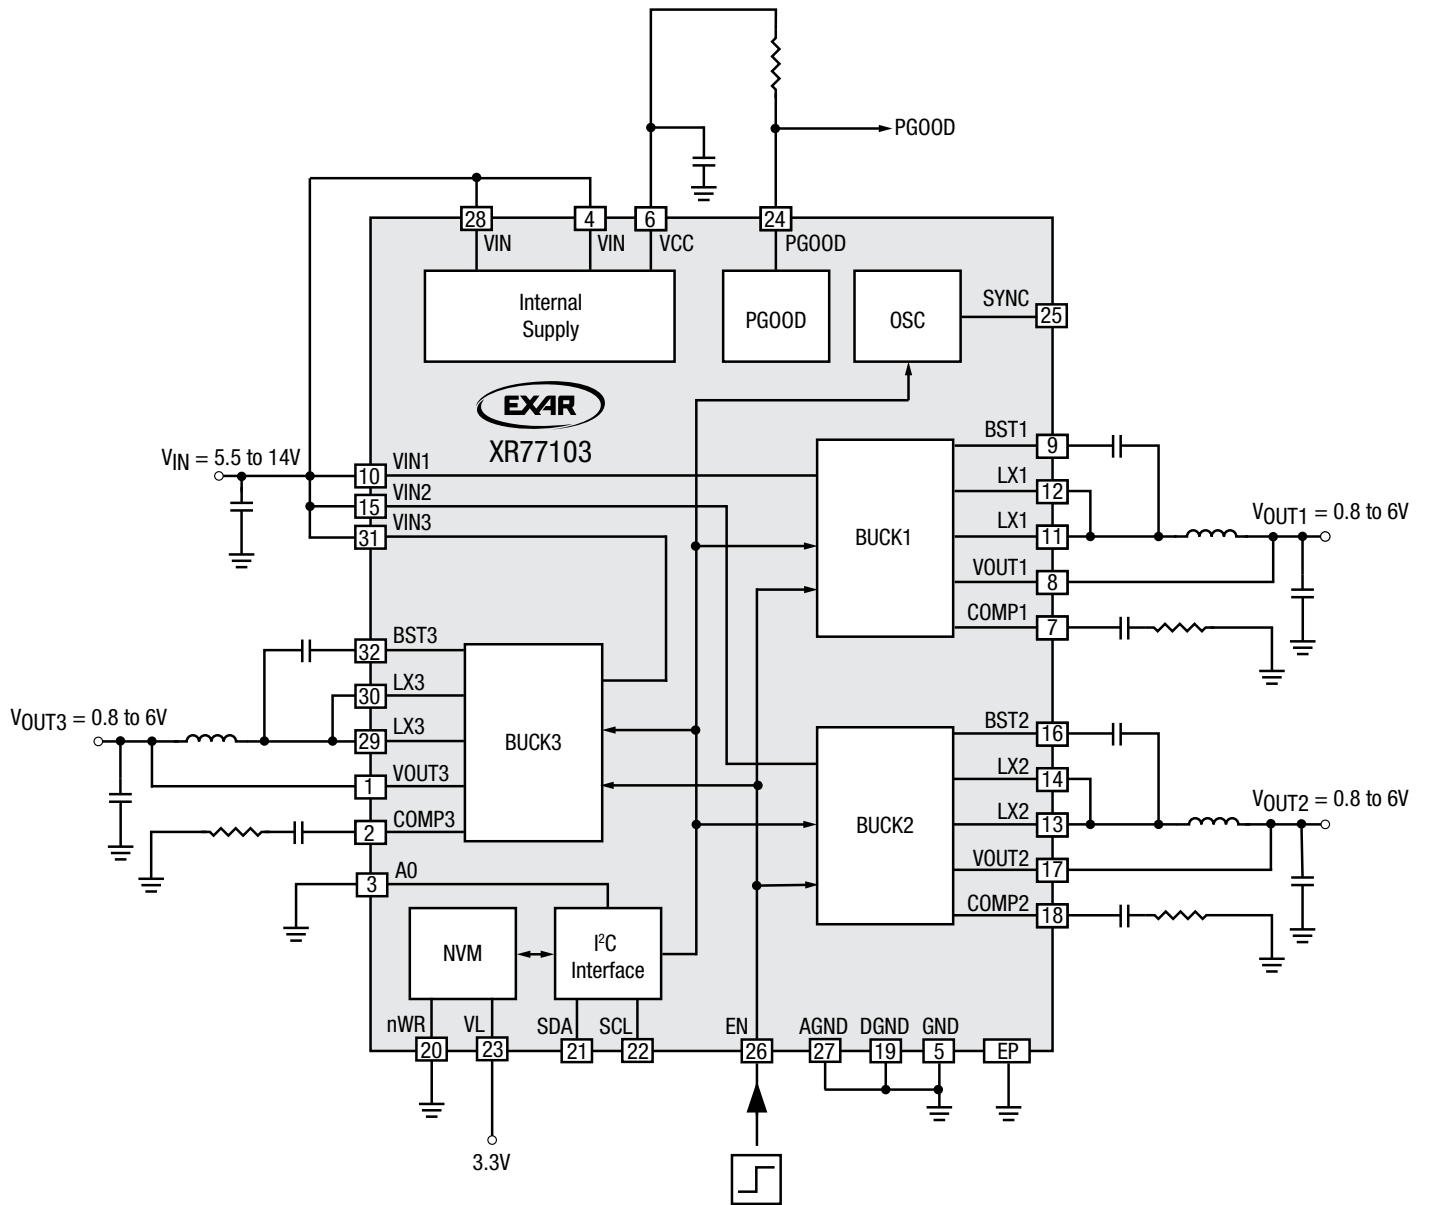 PGOOD
28
4
6
24
VIN
VIN
VCC
PGOOD
Internal
Supply
PGOOD
OSC
SYNC
25
EXAR
XR77103
VIN = 5.5 to 14V
10
VIN1
15
VIN2
31
VIN3
BUCK1
BST1
9
LX1
12
LX1
11
VOUT1
8
COMP1
7
VOUT1 = 0.8 to 6V
32
BST3
30
LX3
29
LX3
1
VOUT3
2
COMP3
VOUT3 = 0.8 to 6V
BUCK3
BUCK2
BST2
16
LX2
14
LX2
13
VOUT2
17
COMP2
18
VOUT2 = 0.8 to 6V
3
A0
NVM
I²C
Interface
nWR
VL
SDA
SCL
EN
AGND
DGND
GND
20
23
21
22
26
27
19
5
EP
3.3V